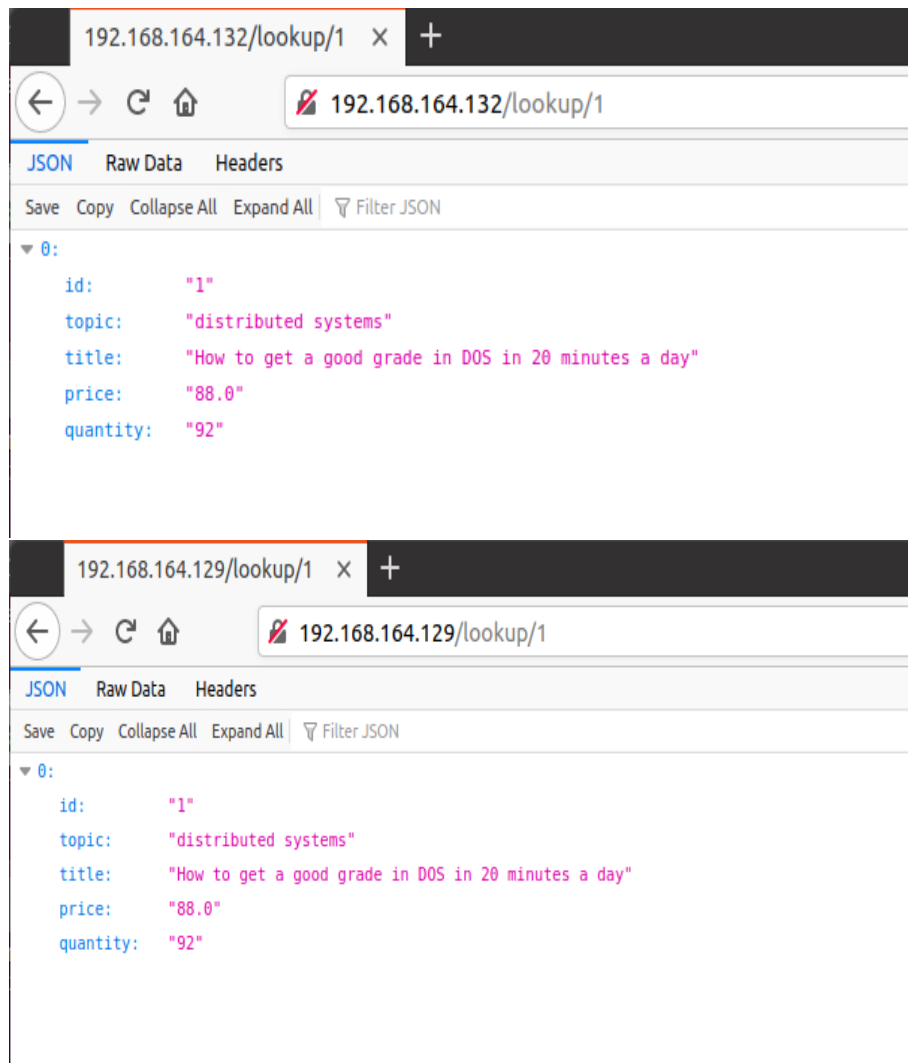 192.168.164.132/lookup/1
192.168.164.132/lookup/1
JSON Raw Data Headers
Save Copy Collapse All Expand All Filter JSON
0:
id: "1"
topic: "distributed systems"
title: "How to get a good grade in DOS in 20 minutes a day"
price: "88.0"
quantity: "92"
192.168.164.129/lookup/1
192.168.164.129/lookup/1
JSON Raw Data Headers
Save Copy Collapse All Expand All Filter JSON
0:
id: "1"
topic: "distributed systems"
title: "How to get a good grade in DOS in 20 minutes a day"
price: "88.0"
quantity: "92"